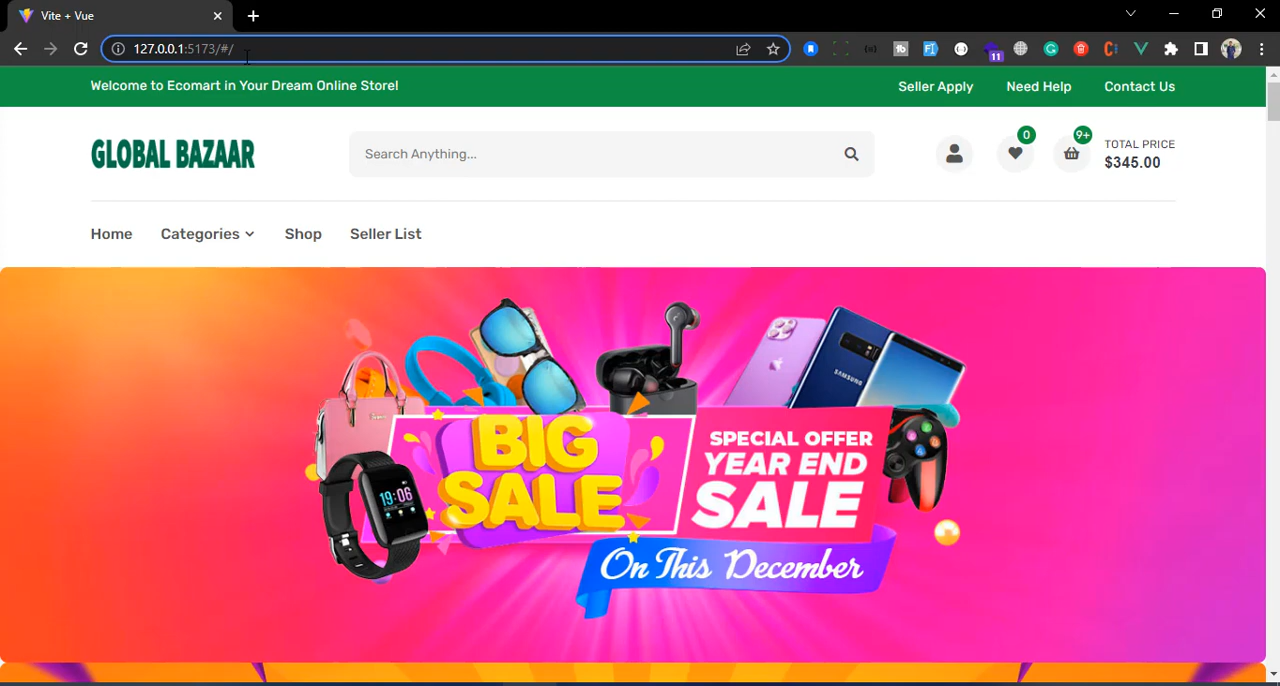 Vite + Vue
127.0.0.1:5173/#/
11
Welcome to Ecomart in Your Dream Online Store!
Seller Apply
Need Help
Contact Us
GLOBAL BAZAAR
Search Anything...
0
9+
TOTAL PRICE
$345.00
Home
Categories
Shop
Seller List
SAMSUNG
19:06
BIG
SALE
SPECIAL OFFER
YEAR END
SALE
On This December